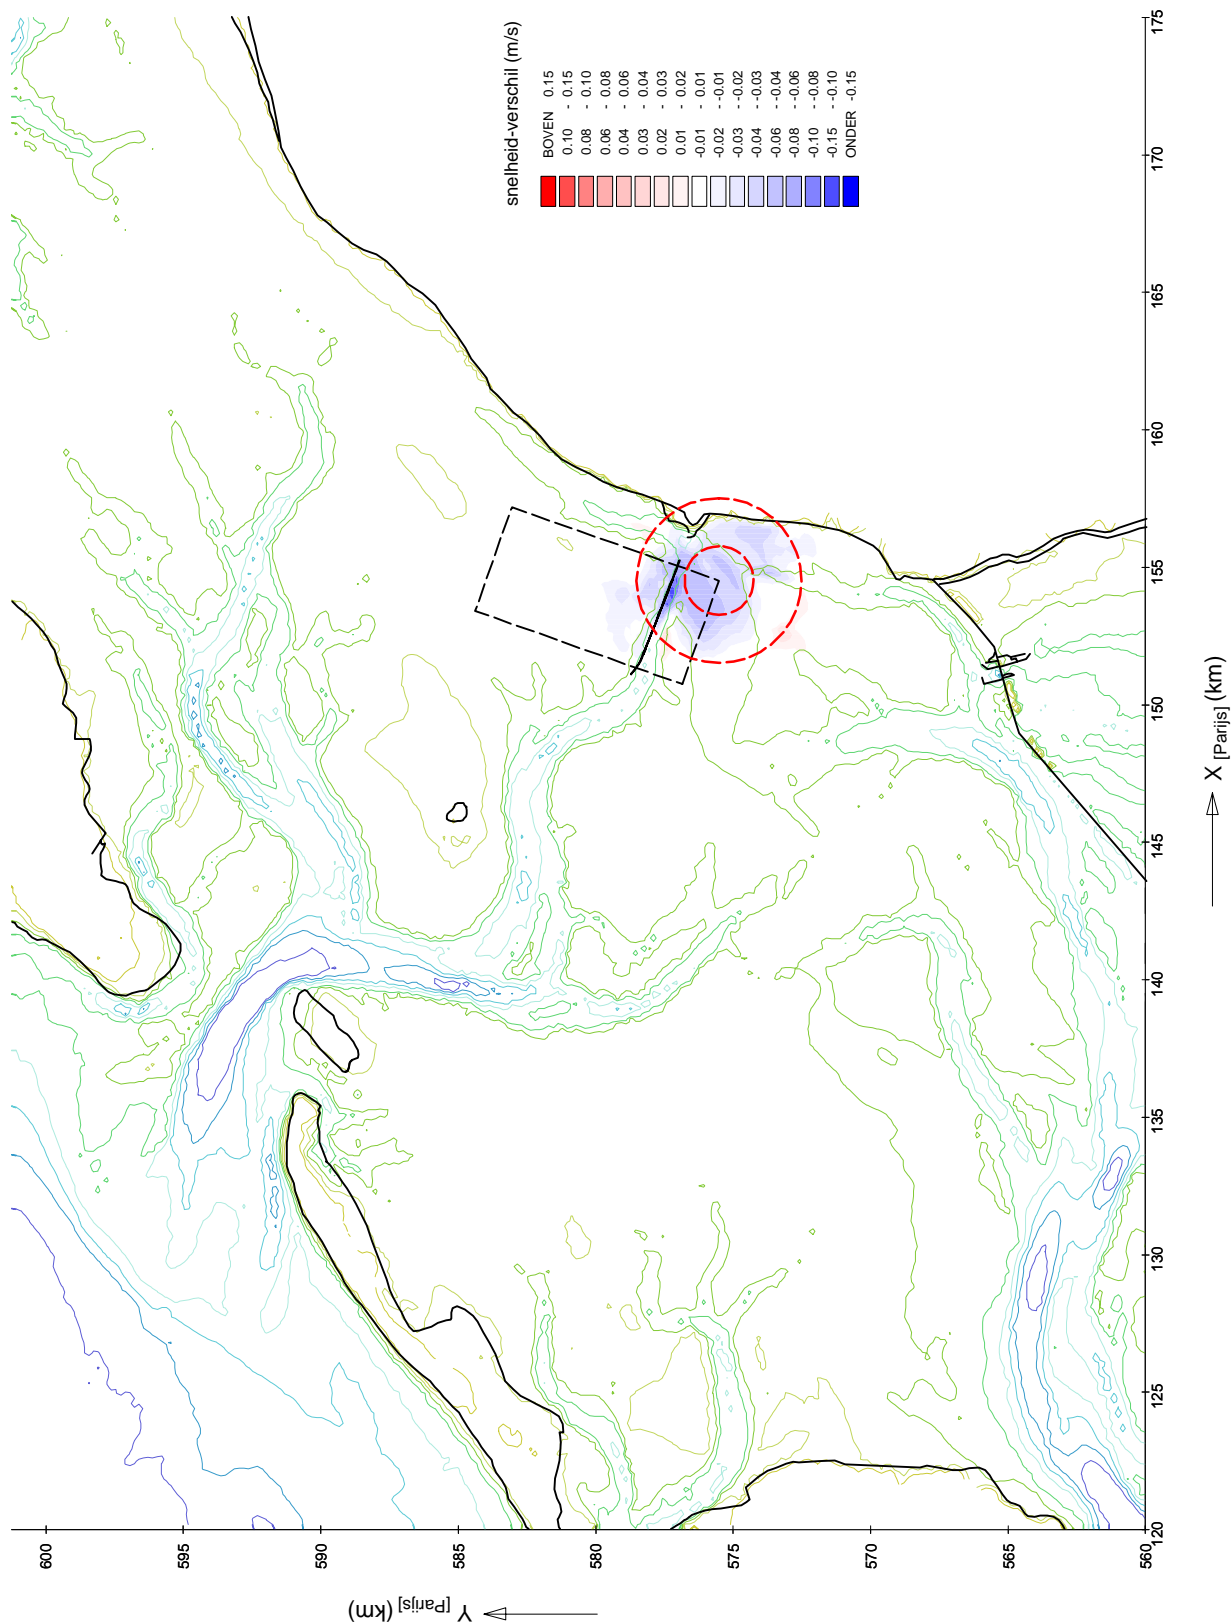 snelheid-verschil (m/s)
BOVEN 0.15
0.10 - 0.15
0.08 - 0.10
0.06 - 0.08
0.04 - 0.06
0.03 - 0.04
0.02 - 0.03
0.01 - 0.02
-0.01 - 0.01
-0.02 - -0.01
-0.03 - -0.02
-0.04 - -0.03
-0.06 - -0.04
-0.08 - -0.06
-0.10 - -0.08
-0.15 - -0.10
ONDER -0.15
600
595
590
585
580
575
570
565
560
Y [Parijs] (km)
120
125
130
135
140
145
150
155
160
165
170
175
X [Parijs] (km)